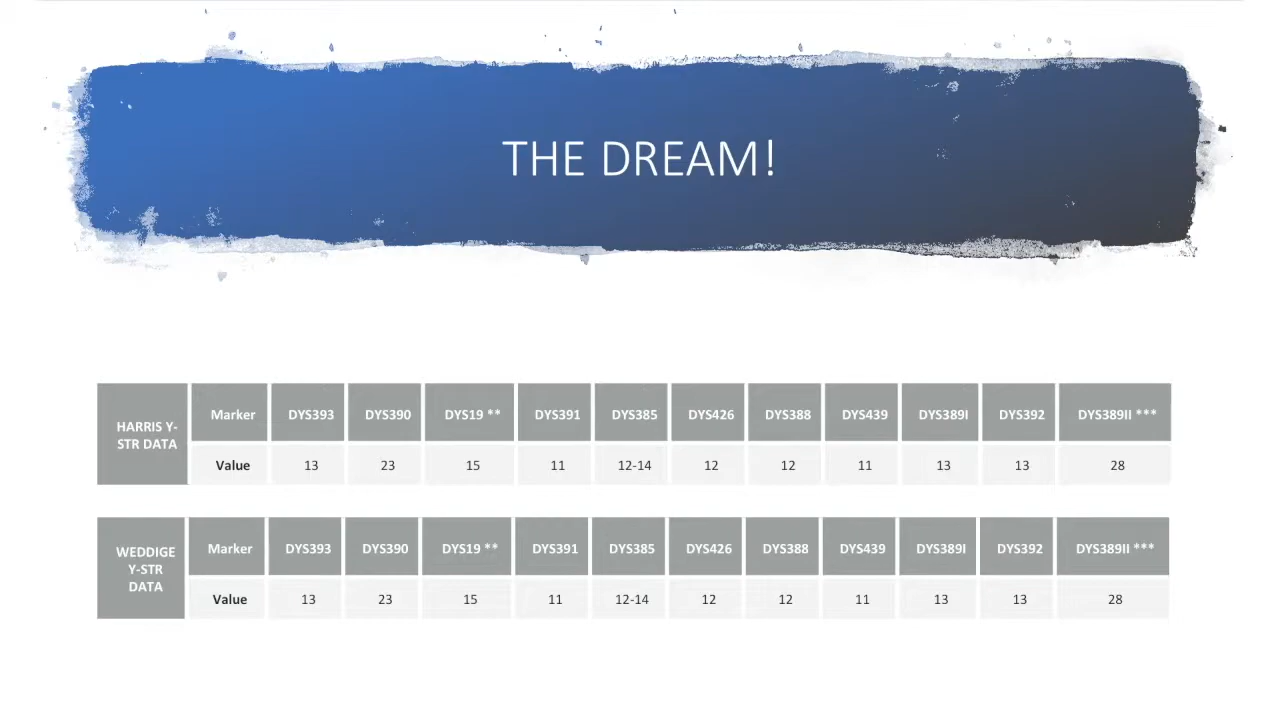 THE DREAM!
HARRIS Y-
STR DATA
Marker DYS393 DYS390 DYS19 ** DYS391 DYS385 DYS426 DYS388 DYS439 DYS389I DYS392 DYS389II ***
Value 13 23 15 11 12-14 12 12 11 13 13 28
WEDDIGE
Y-STR
DATA
Marker DYS393 DYS390 DYS19 ** DYS391 DYS385 DYS426 DYS388 DYS439 DYS389I DYS392 DYS389II ***
Value 13 23 15 11 12-14 12 12 11 13 13 28